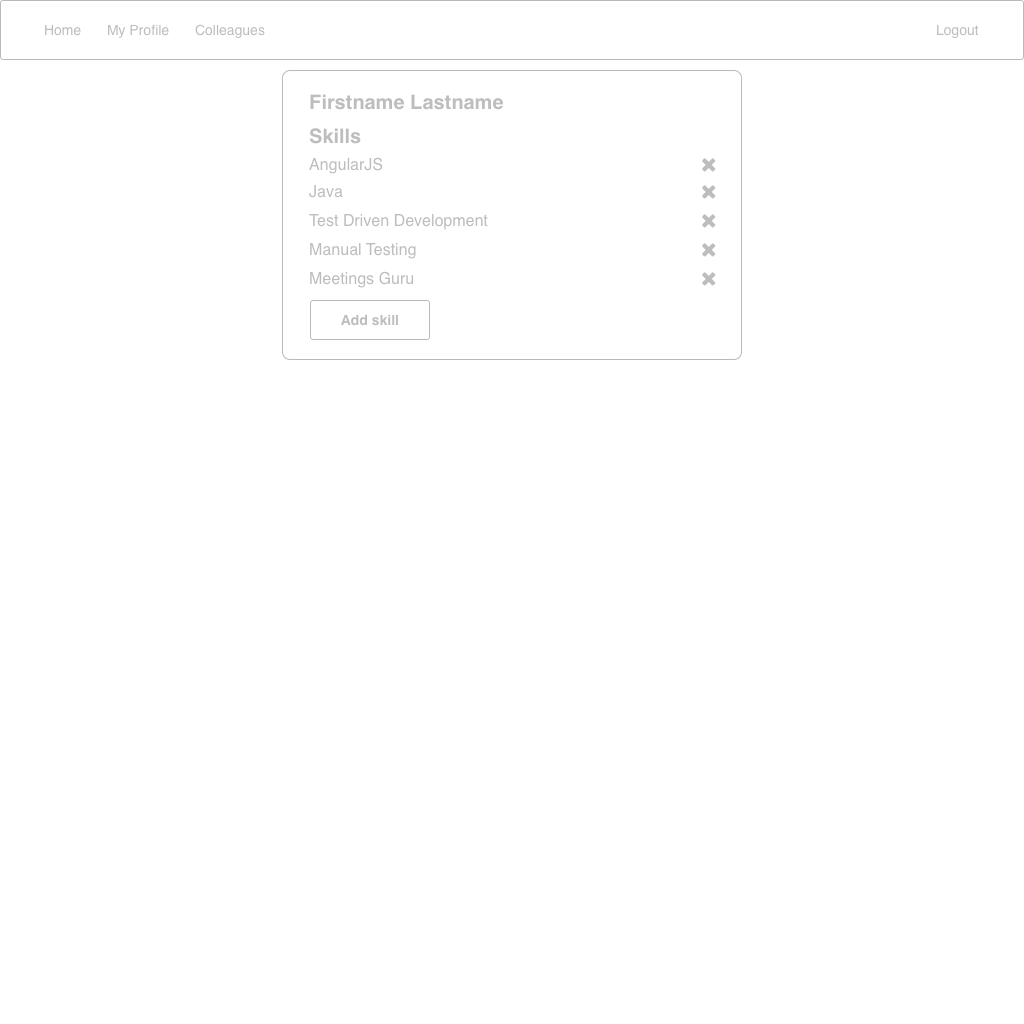 Home My Profile Colleagues Logout
Firstname Lastname
Skills
AngularJS
Java
Test Driven Development
Manual Testing
Meetings Guru
Add skill